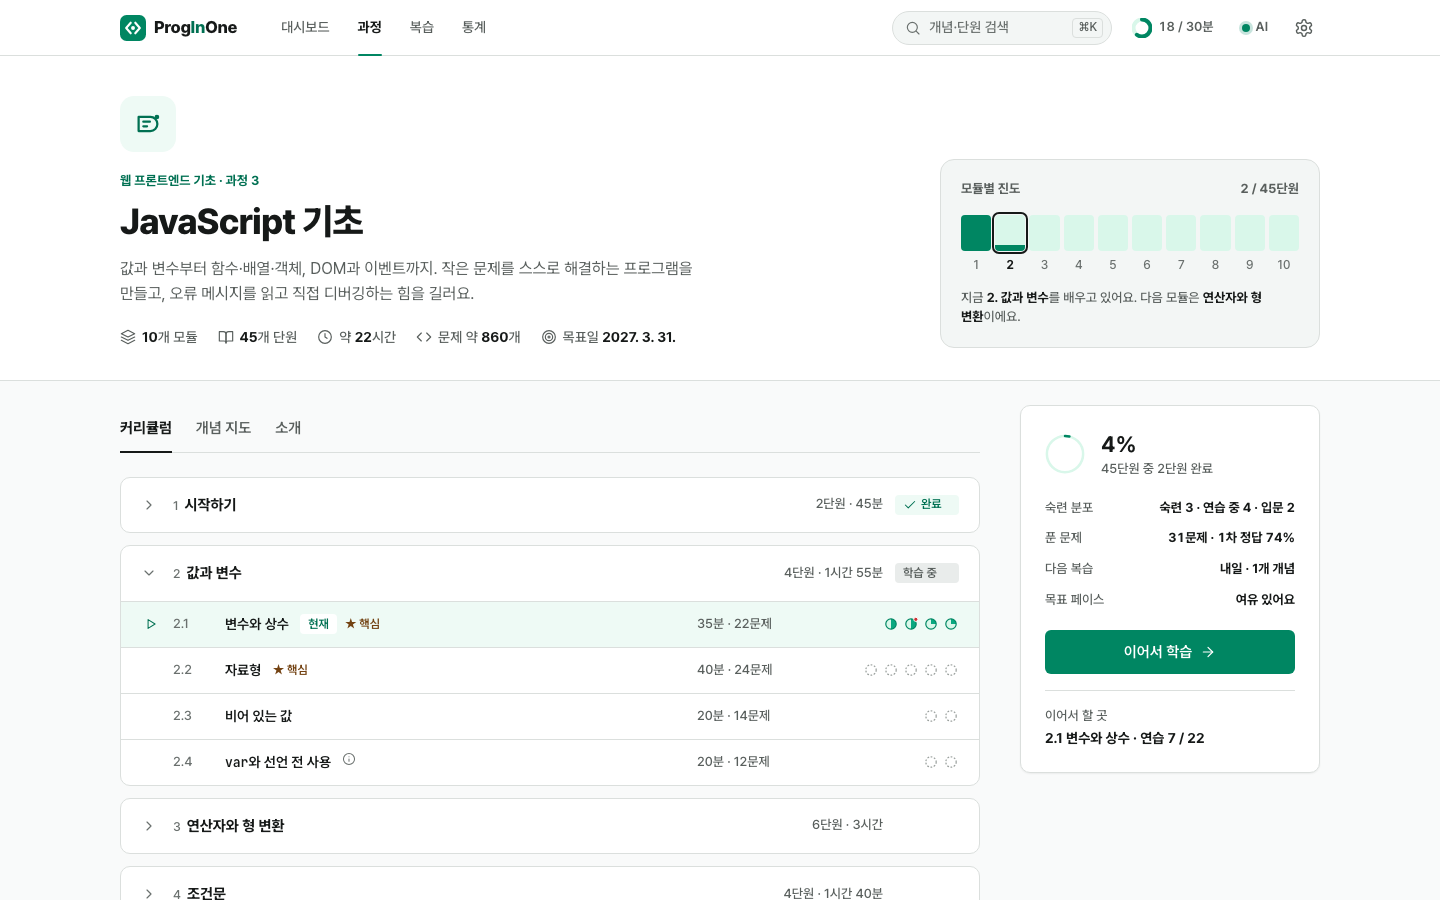 ProgInOne
대시보드
과정
복습
통계
개념·단원 검색
⌘K
18 / 30분
AI
웹 프론트엔드 기초 · 과정 3
JavaScript 기초
값과 변수부터 함수·배열·객체, DOM과 이벤트까지. 작은 문제를 스스로 해결하는 프로그램을
만들고, 오류 메시지를 읽고 직접 디버깅하는 힘을 길러요.
10개 모듈
45개 단원
약 22시간
문제 약 860개
목표일 2027. 3. 31.
모듈별 진도
2 / 45단원
1 2 3 4 5 6 7 8 9 10
지금 2. 값과 변수를 배우고 있어요. 다음 모듈은 연산자와 형
변환이에요.
커리큘럼
개념 지도
소개
1 시작하기
2단원 · 45분
완료
2 값과 변수
4단원 · 1시간 55분
학습 중
2.1 변수와 상수 현재 ★ 핵심
35분 · 22문제
2.2 자료형 ★ 핵심
40분 · 24문제
2.3 비어 있는 값
20분 · 14문제
2.4 var와 선언 전 사용
20분 · 12문제
3 연산자와 형 변환
6단원 · 3시간
4 조건문
4단원 · 1시간 40분
4%
45단원 중 2단원 완료
숙련 분포
숙련 3 · 연습 중 4 · 입문 2
푼 문제
31문제 · 1차 정답 74%
다음 복습
내일 · 1개 개념
목표 페이스
여유 있어요
이어서 학습 →
이어서 할 곳
2.1 변수와 상수 · 연습 7 / 22